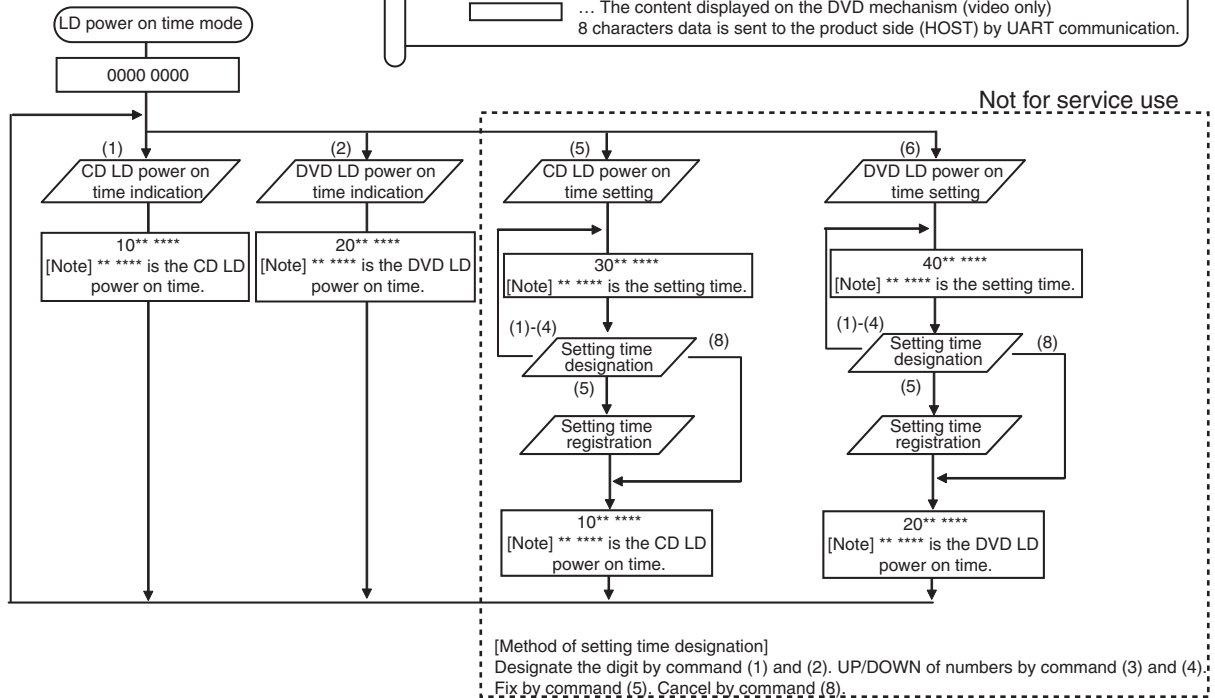 … The content displayed on the DVD mechanism (video only)
8 characters data is sent to the product side (HOST) by UART communication.
LD power on time mode
0000 0000
Not for service use
(1)
CD LD power on
time indication
10** ****
[Note] ** **** is the CD LD
power on time.
(2)
DVD LD power on
time indication
20** ****
[Note] ** **** is the DVD LD
power on time.
(5)
CD LD power on
time setting
30** ****
[Note] ** **** is the setting time.
(1)-(4)
Setting time
designation
(8)
(5)
Setting time
registration
10** ****
[Note] ** **** is the CD LD
power on time.
(6)
DVD LD power on
time setting
40** ****
[Note] ** **** is the setting time.
(1)-(4)
Setting time
designation
(8)
(5)
Setting time
registration
20** ****
[Note] ** **** is the DVD LD
power on time.
[Method of setting time designation]
Designate the digit by command (1) and (2). UP/DOWN of numbers by command (3) and (4).
Fix by command (5). Cancel by command (8).